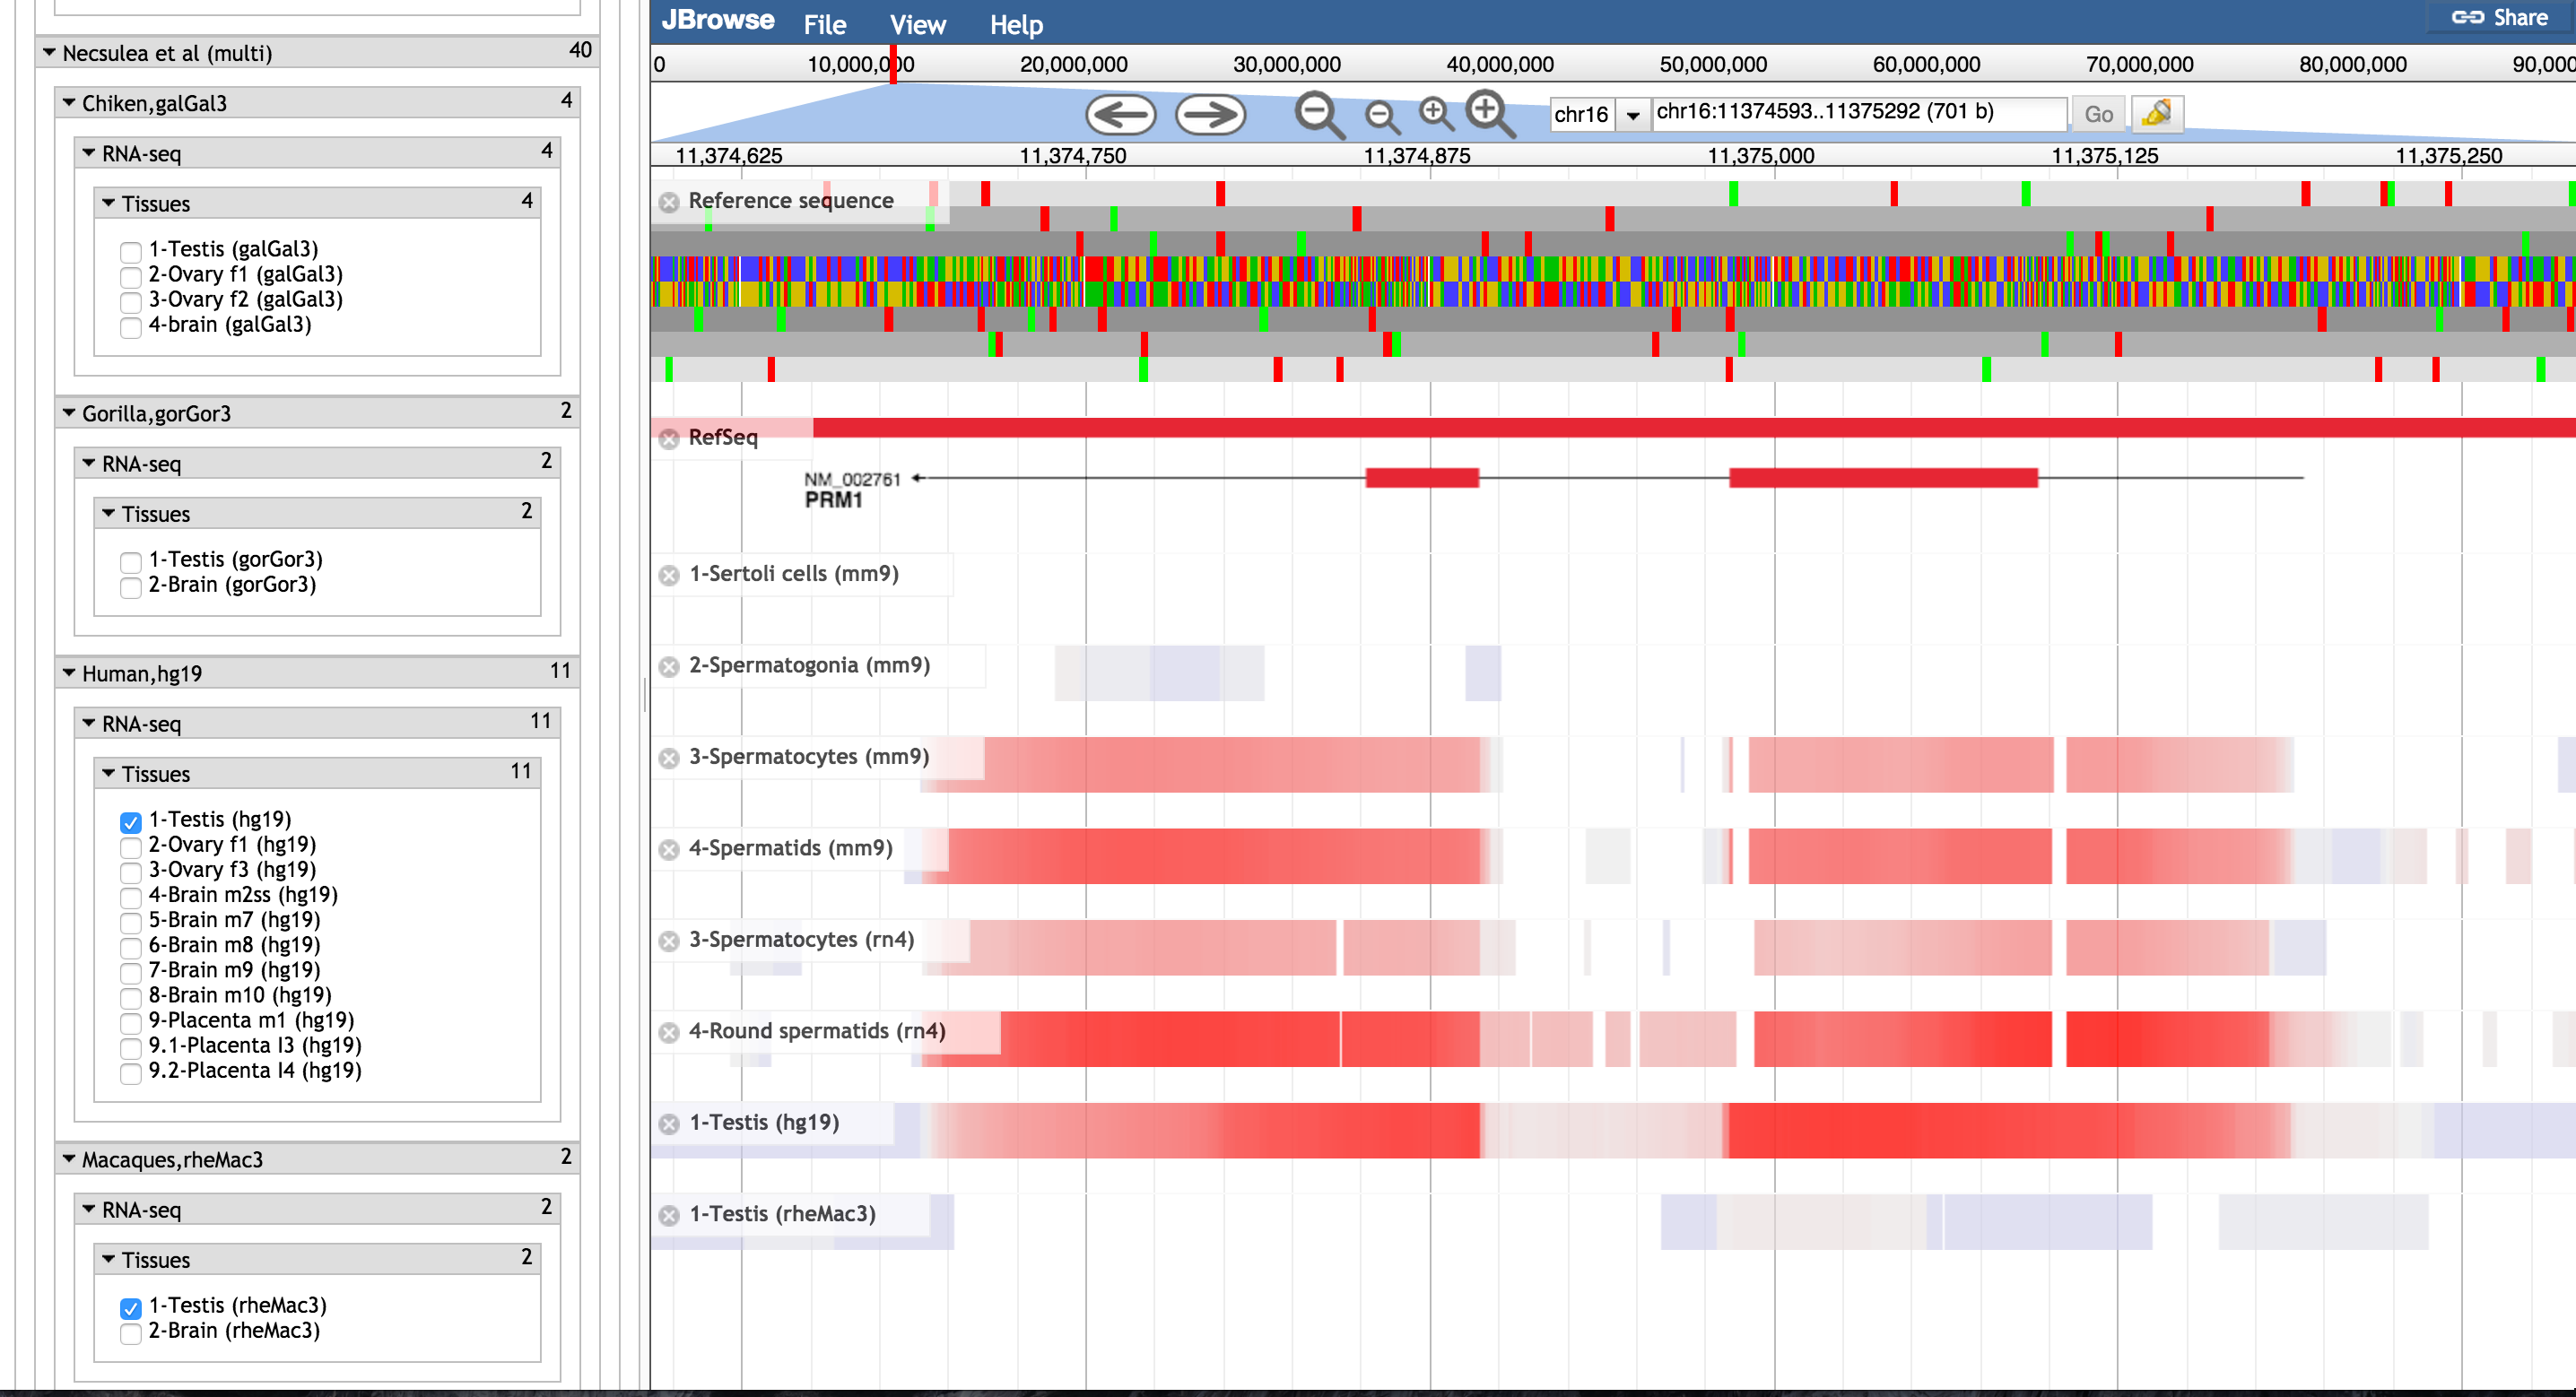 Necsulea et al (multi) 40
Chiken,galGal3 4
RNA-seq 4
Tissues 4
1-Testis (galGal3)
2-Ovary f1 (galGal3)
3-Ovary f2 (galGal3)
4-brain (galGal3)
Gorilla,gorGor3 2
RNA-seq 2
Tissues 2
1-Testis (gorGor3)
2-Brain (gorGor3)
Human,hg19 11
RNA-seq 11
Tissues 11
1-Testis (hg19)
2-Ovary f1 (hg19)
3-Ovary f3 (hg19)
4-Brain m2ss (hg19)
5-Brain m7 (hg19)
6-Brain m8 (hg19)
7-Brain m9 (hg19)
8-Brain m10 (hg19)
9-Placenta m1 (hg19)
9.1-Placenta l3 (hg19)
9.2-Placenta l4 (hg19)
Macaques,rheMac3 2
RNA-seq 2
Tissues 2
1-Testis (rheMac3)
2-Brain (rheMac3)
JBrowse File View Help Share
0 10,000,000 20,000,000 30,000,000 40,000,000 50,000,000 60,000,000 70,000,000 80,000,000 90,000
chr16 chr16:11374593..11375292 (701 b) Go
11,374,625 11,374,750 11,374,875 11,375,000 11,375,125 11,375,250
Reference sequence
RefSeq
NM_002761
PRM1
1-Sertoli cells (mm9)
2-Spermatogonia (mm9)
3-Spermatocytes (mm9)
4-Spermatids (mm9)
3-Spermatocytes (rn4)
4-Round spermatids (rn4)
1-Testis (hg19)
1-Testis (rheMac3)